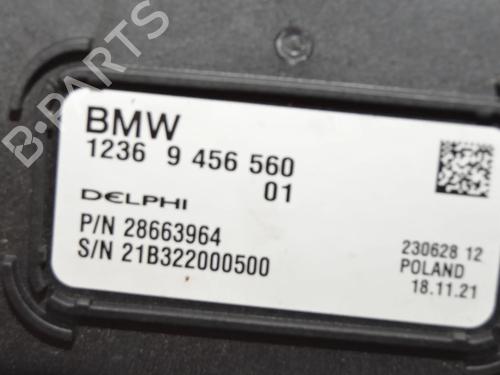 B-PARTS
BMW
1236 9 456 560
01
DELPHI
P/N 28663964
S/N 21B322000500
230628 12
POLAND
18.11.21